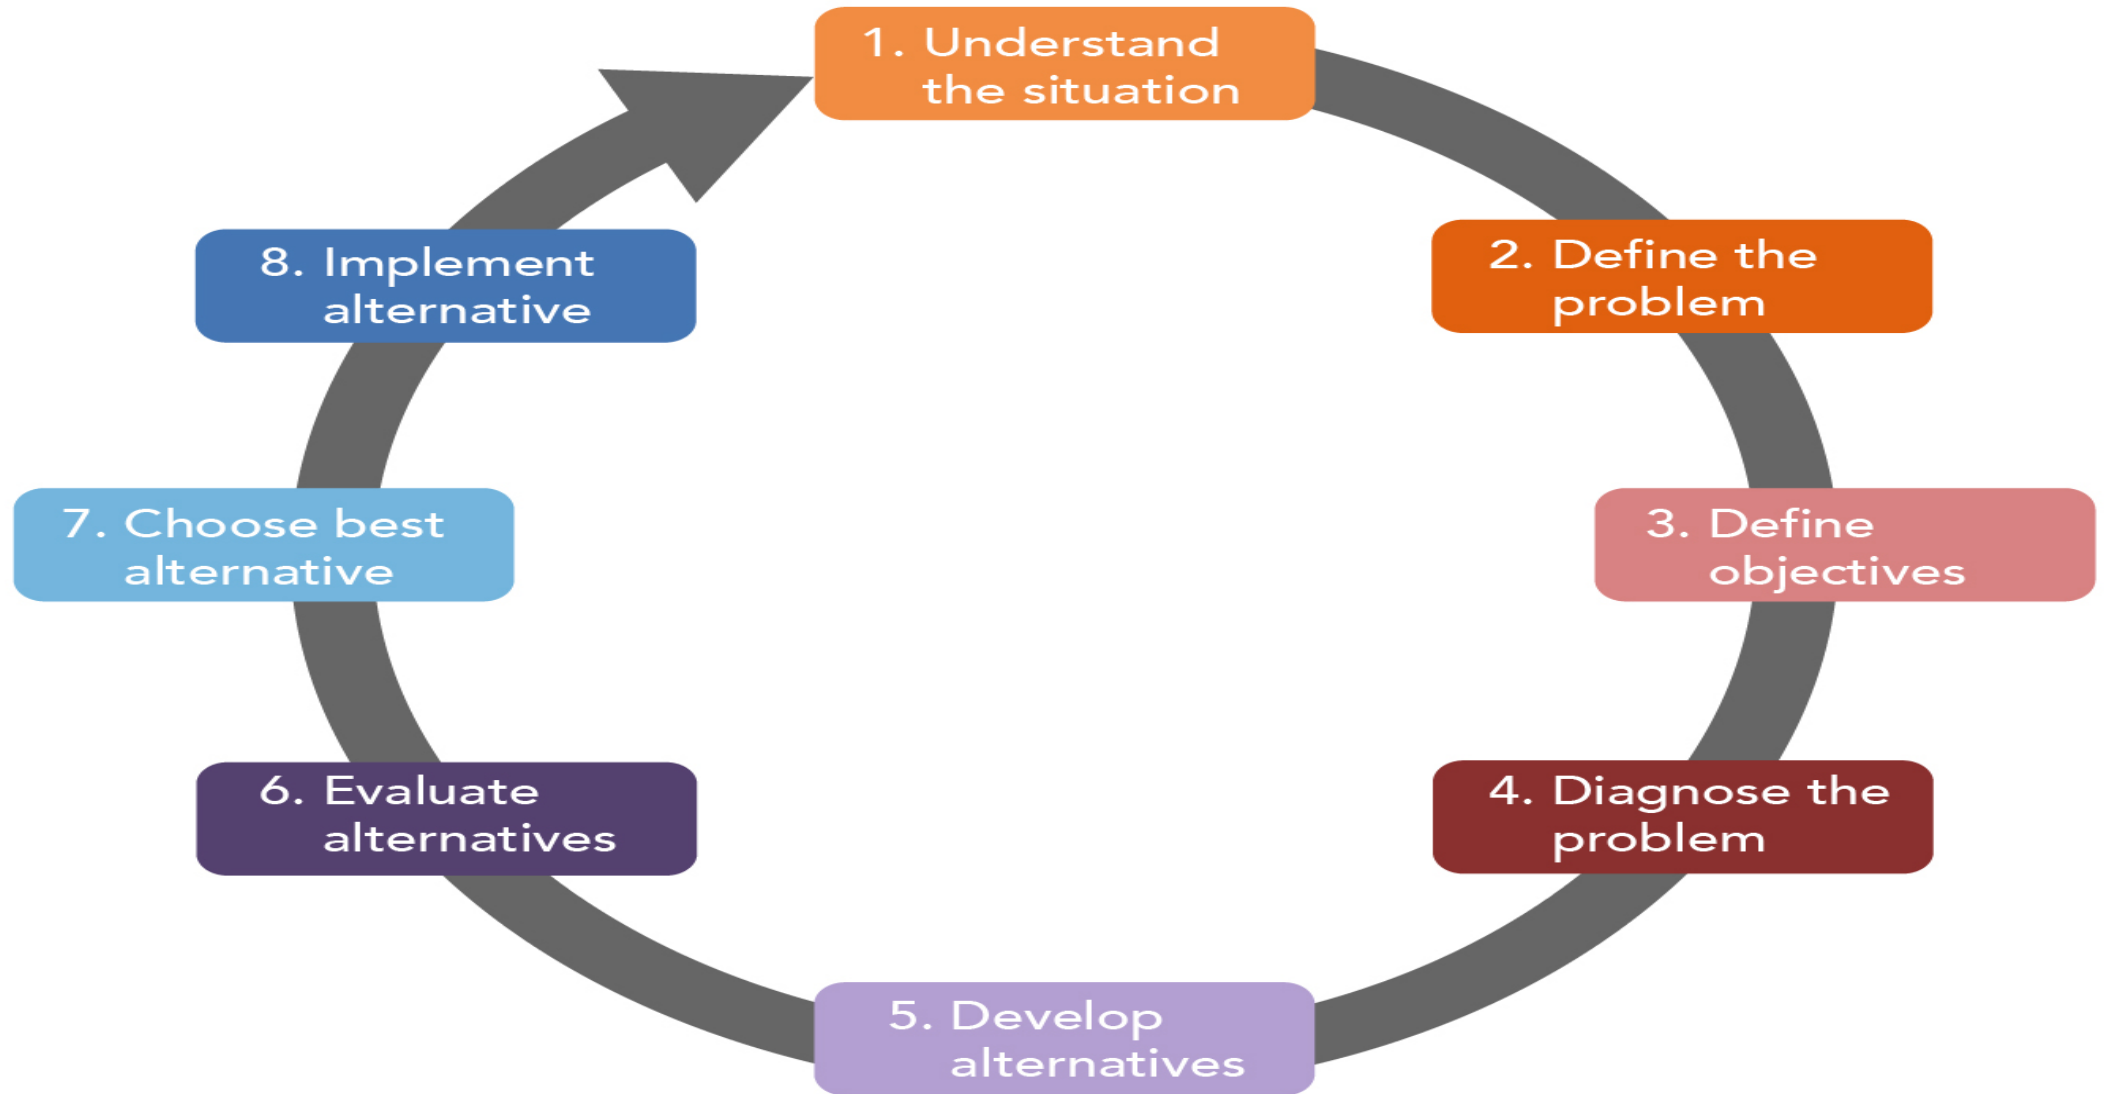 1. Understand
the situation
2. Define the
problem
3. Define
objectives
4. Diagnose the
problem
5. Develop
alternatives
6. Evaluate
alternatives
7. Choose best
alternative
8. Implement
alternative